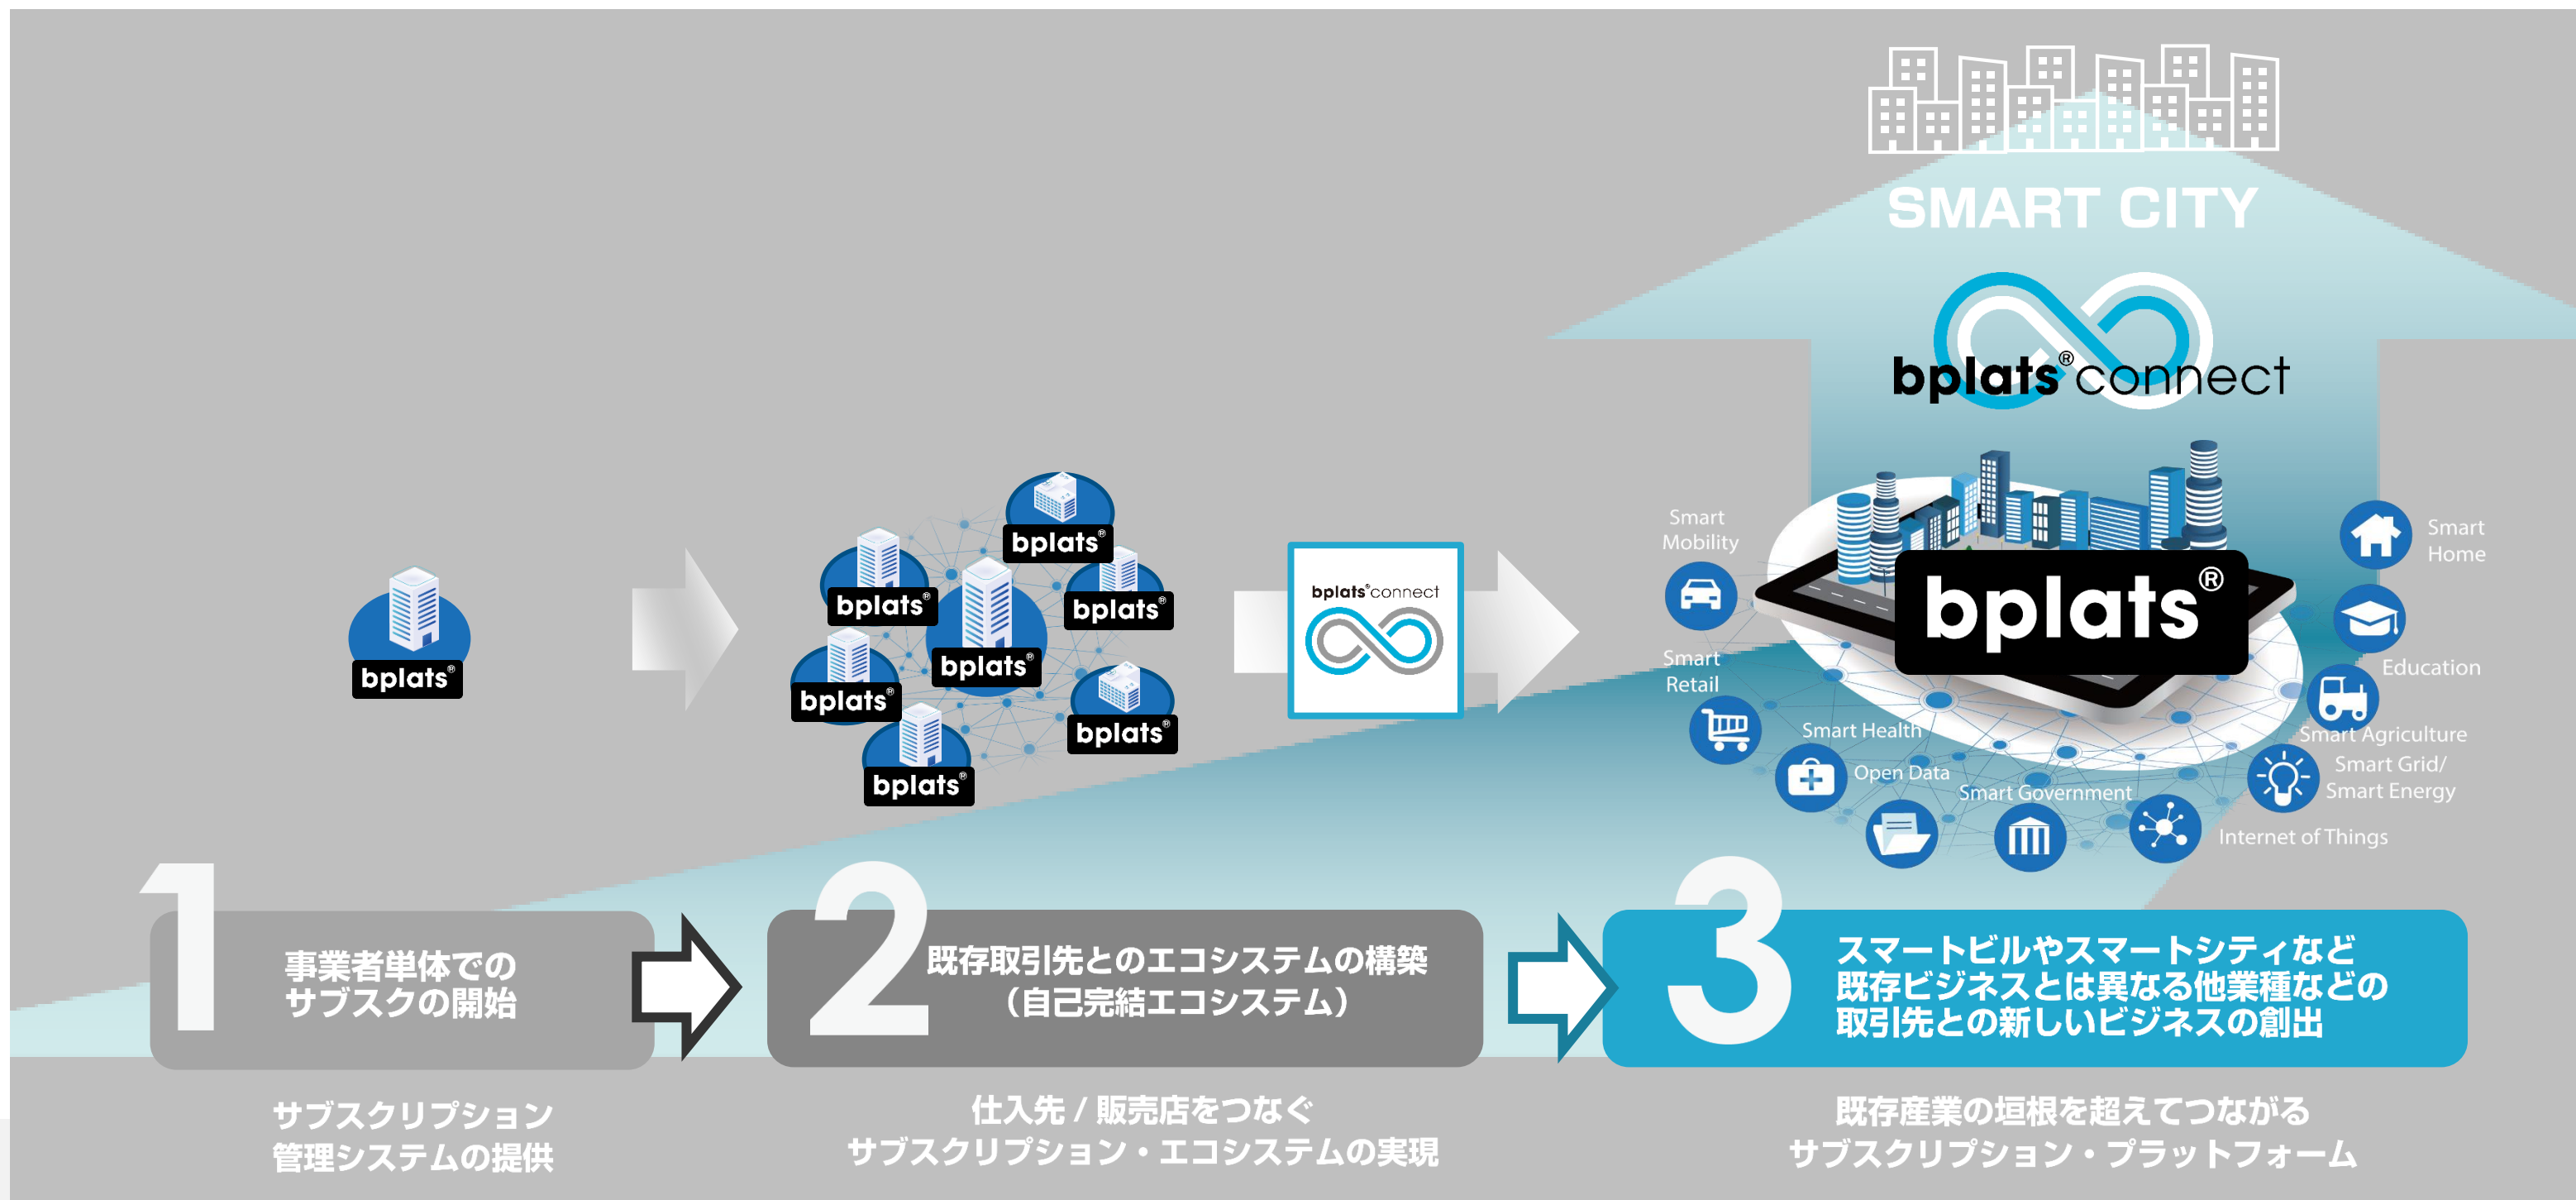 SMART CITY
bplats®connect
bplats®
bplats®
bplats®
bplats®
bplats®
bplats®
bplats®
bplats®
bplats®connect
bplats®
Smart
Mobility
Smart
Retail
Smart Health
Open Data
Smart Government
Internet of Things
Smart Grid/
Smart Energy
Smart Agriculture
Education
Smart
Home
1
事業者単体での
サブスクの開始
サブスクリプション
管理システムの提供
2
既存取引先とのエコシステムの構築
（自己完結エコシステム）
仕入先 / 販売店をつなぐ
サブスクリプション・エコシステムの実現
3
スマートビルやスマートシティなど
既存ビジネスとは異なる他業種などの
取引先との新しいビジネスの創出
既存産業の垣根を超えてつながる
サブスクリプション・プラットフォーム